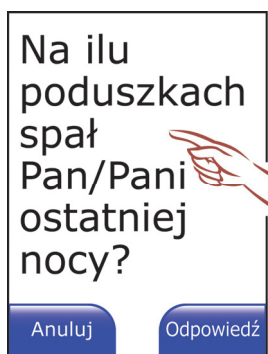 Na ilu
poduszkach
spał
Pan/Pani
ostatniej
nocy?
Anuluj
Odpowiedź